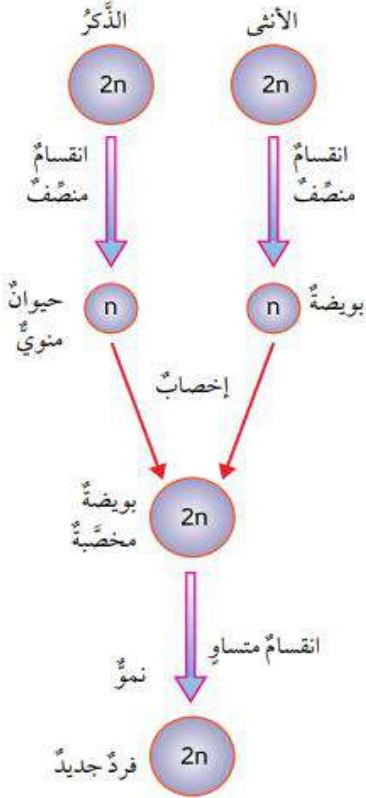 الأنثى
الذَّكرُ
2n
2n
انقسامٌ
منصِّفٌ
انقسامٌ
منصِّفٌ
بويضةٌ
n
n
حيوانٌ
منويٌّ
إخصابٌ
بويضةٌ
مخصَّبةٌ
2n
انقسامٌ متساوٍ
نموٌّ
2n
فردٌ جديدٌ